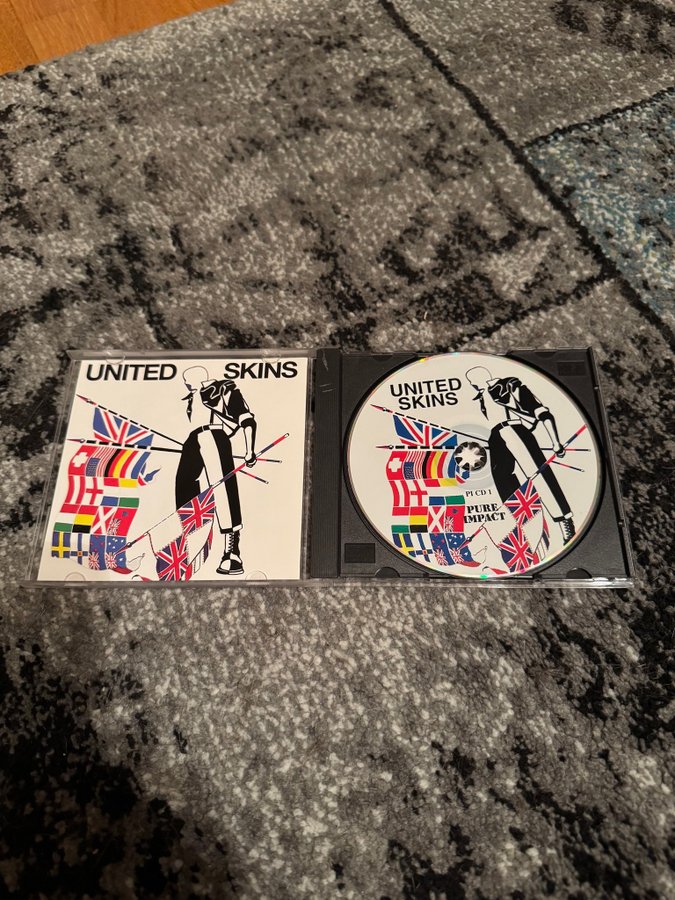 UNITED SKINS
UNITED
SKINS
PI CD 1
PURE
IMPACT